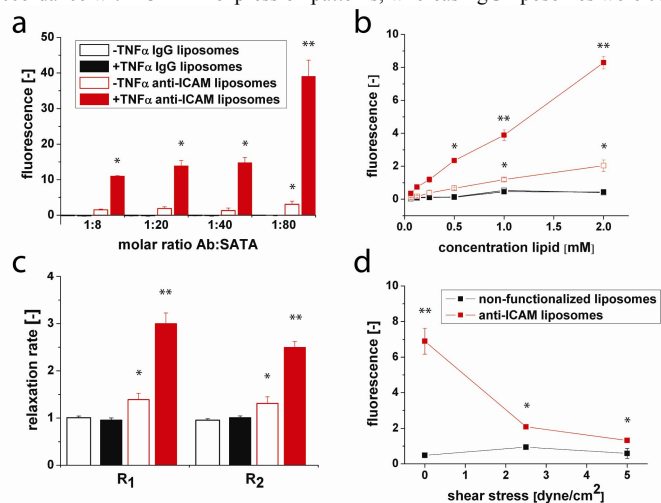 a
**
-TNFα IgG liposomes
+TNFα IgG liposomes
-TNFα anti-ICAM liposomes
+TNFα anti-ICAM liposomes
fluorescence [-]
50
40
30
20
10
0
* * * *
1:8 1:20 1:40 1:80
molar ratio Ab:SATA
b
fluorescence [-]
10
8
6
4
2
0
* ** **
* *
0.0 0.5 1.0 1.5 2.0
concentration lipid [mM]
c
relaxation rate [-]
4
3
2
1
0
* ** * **
R1 R2
d
non-functionalized liposomes
anti-ICAM liposomes
fluorescence [-]
10
8
6
4
2
0
** * *
0 1 2 3 4 5
shear stress [dyne/cm2]